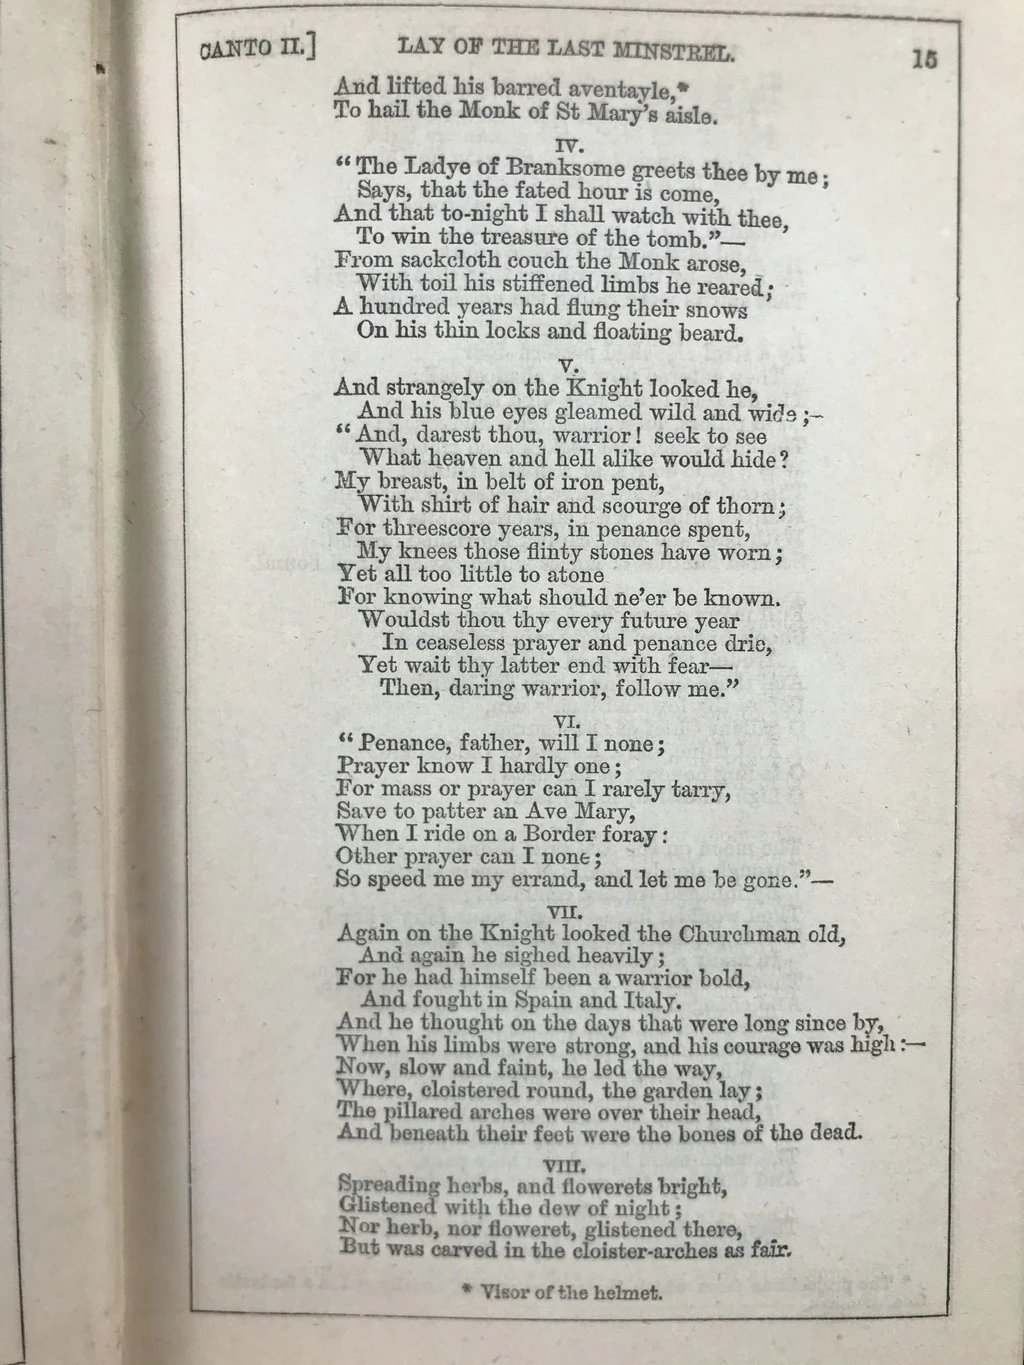 CANTO II.] LAY OF THE LAST MINSTREL. 15
And lifted his barred aventayle,*
To hail the Monk of St Mary's aisle.
IV.
“The Ladye of Branksome greets thee by me;
Says, that the fated hour is come,
And that to-night I shall watch with thee,
To win the treasure of the tomb.”—
From sackcloth couch the Monk arose,
With toil his stiffened limbs he reared;
A hundred years had flung their snows
On his thin locks and floating beard.
V.
And strangely on the Knight looked he,
And his blue eyes gleamed wild and wide;—
“And, darest thou, warrior! seek to see
What heaven and hell alike would hide?
My breast, in belt of iron pent,
With shirt of hair and scourge of thorn;
For threescore years, in penance spent,
My knees those flinty stones have worn;
Yet all too little to atone
For knowing what should ne'er be known.
Wouldst thou thy every future year
In ceaseless prayer and penance drie,
Yet wait thy latter end with fear—
Then, daring warrior, follow me.”
VI.
“Penance, father, will I none;
Prayer know I hardly one;
For mass or prayer can I rarely tarry,
Save to patter an Ave Mary,
When I ride on a Border foray:
Other prayer can I none;
So speed me my errand, and let me be gone.”—
VII.
Again on the Knight looked the Churchman old,
And again he sighed heavily;
For he had himself been a warrior bold,
And fought in Spain and Italy.
And he thought on the days that were long since by,
When his limbs were strong, and his courage was high:—
Now, slow and faint, he led the way,
Where, cloistered round, the garden lay;
The pillared arches were over their head,
And beneath their feet were the bones of the dead.
VIII.
Spreading herbs, and flowerets bright,
Glistened with the dew of night;
Nor herb, nor floweret, glistened there,
But was carved in the cloister-arches as fair.
* Visor of the helmet.